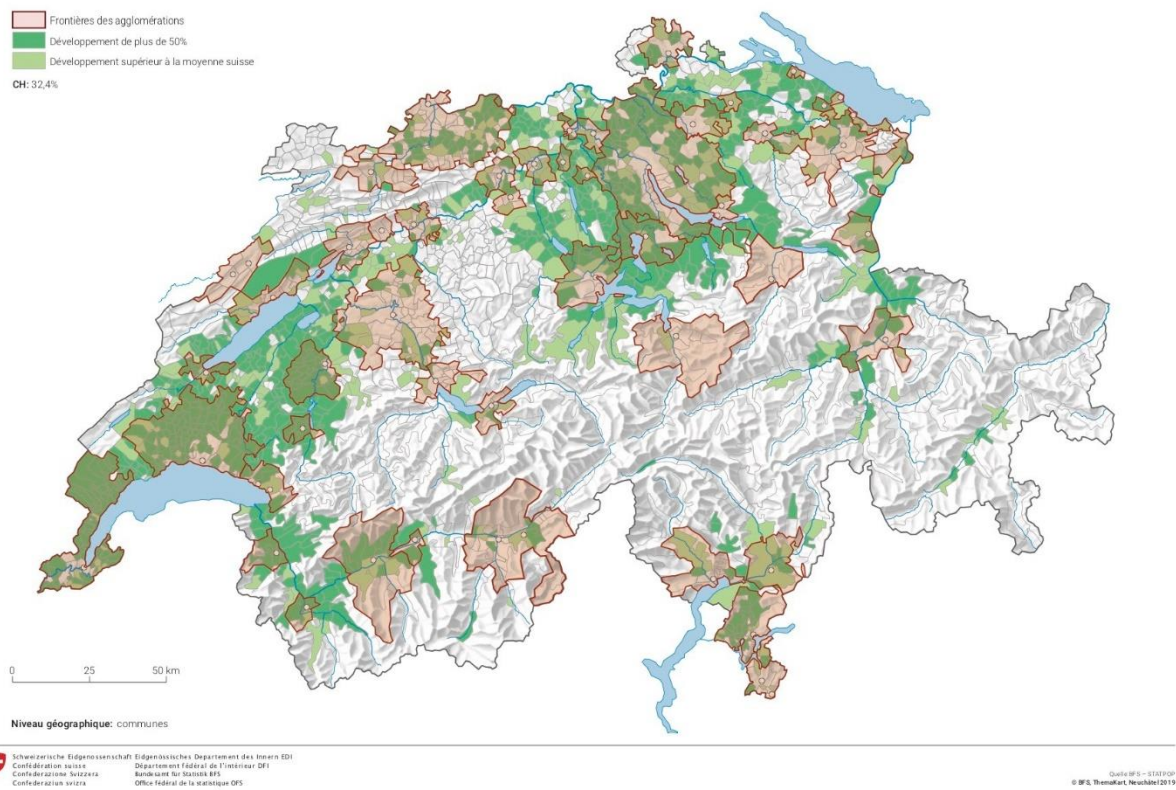 Frontières des agglomérations
Développement de plus de 50%
Développement supérieur à la moyenne suisse
CH: 32,4%
0 25 50 km
Niveau géographique: communes
Schweizerische Eidgenossenschaft Eidgenössisches Departement des Innern EDI
Confédération suisse Département fédéral de l'intérieur DFI
Confederazione Svizzera Bundesamt für Statistik BFS
Confederaziun svizra Office fédéral de la statistique OFS
Quelle BFS – STATPOP
© BFS, ThemaKart, Neuchâtel 2019